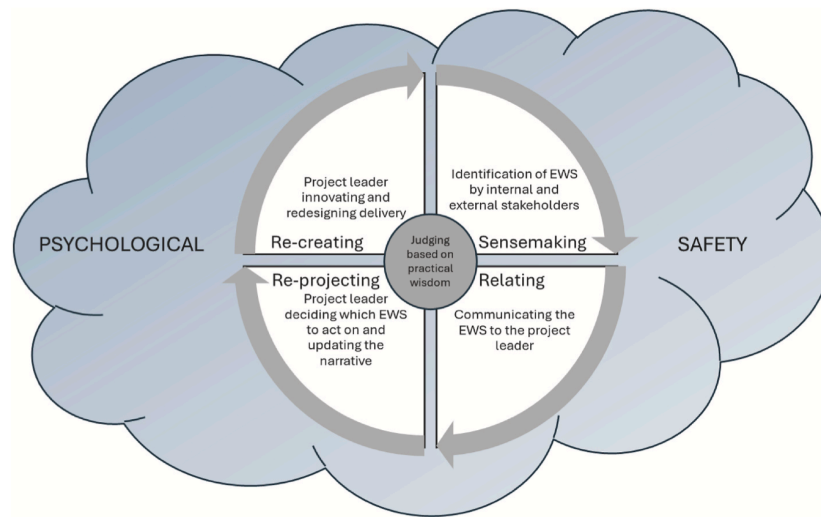 Project leader
innovating and
redesigning delivery
Re-creating
Identification of EWS
by internal and
external stakeholders
Sensemaking
PSYCHOLOGICAL
Judging
based on
practical
wisdom
SAFETY
Re-projecting
Project leader
deciding which EWS
to act on and
updating the
narrative
Relating
Communicating the
EWS to the project
leader